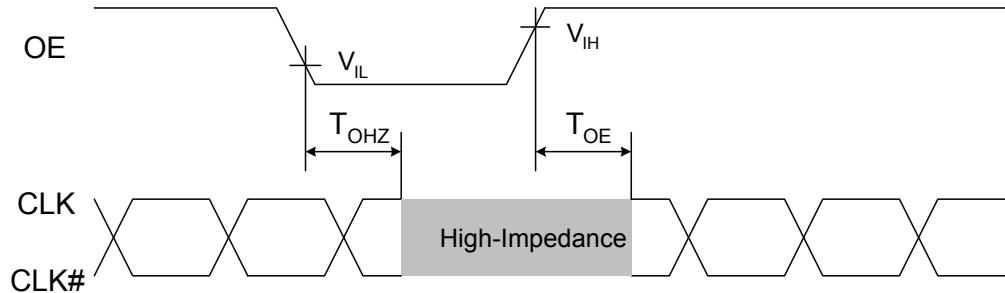 OE
V_IL
V_IH
T_OHZ
T_OE
CLK
High-Impedance
CLK#